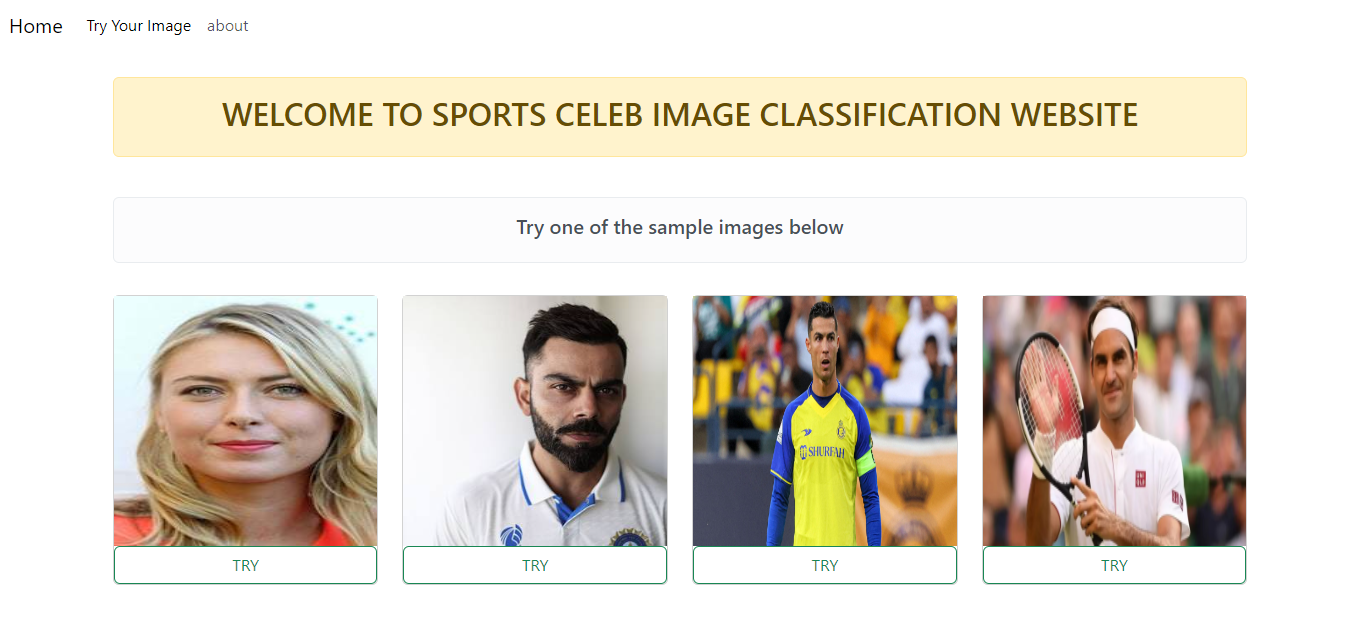 Home Try Your Image about
WELCOME TO SPORTS CELEB IMAGE CLASSIFICATION WEBSITE
Try one of the sample images below
SHURFAH
TRY TRY TRY TRY